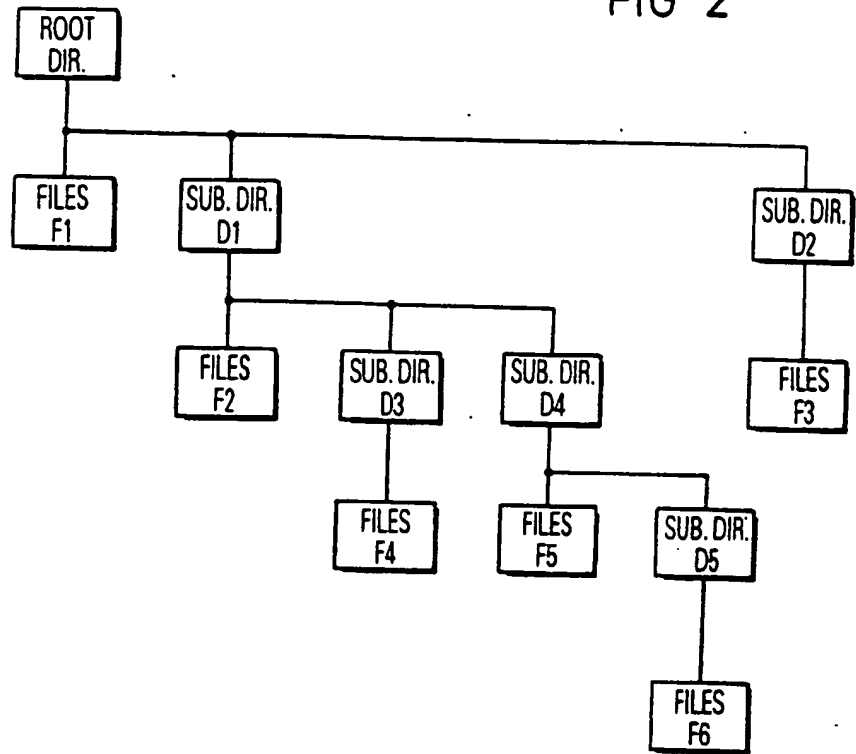 FIG 2
ROOT
DIR.
FILES
F1
SUB. DIR.
D1
SUB. DIR.
D2
FILES
F2
SUB. DIR.
D3
SUB. DIR.
D4
FILES
F3
FILES
F4
FILES
F5
SUB. DIR.
D5
FILES
F6